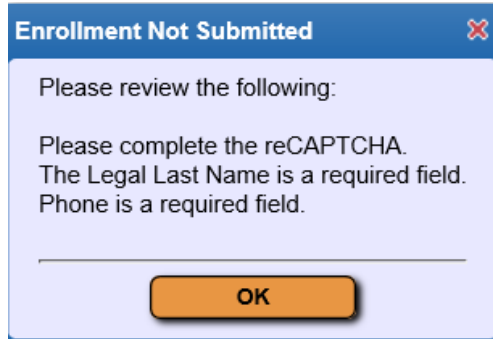 Enrollment Not Submitted
Please review the following:
Please complete the reCAPTCHA.
The Legal Last Name is a required field.
Phone is a required field.
OK